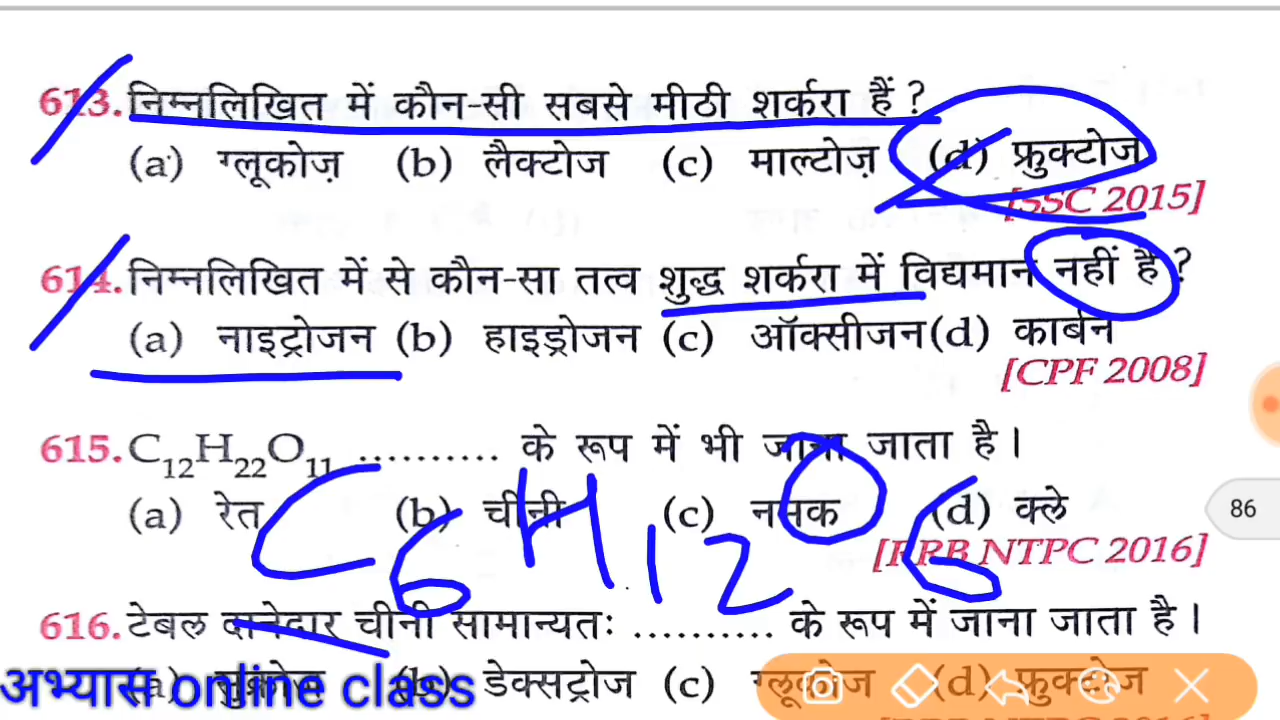 613. निम्नलिखित में कौन-सी सबसे मीठी शर्करा हैं ?
(a) ग्लूकोज़ (b) लैक्टोज (c) माल्टोज़ (d) फ्रुक्टोज
[SSC 2015]
614. निम्नलिखित में से कौन-सा तत्व शुद्ध शर्करा में विद्यमान नहीं है ?
(a) नाइट्रोजन (b) हाइड्रोजन (c) ऑक्सीजन (d) कार्बन
[CPF 2008]
615. C12H22O11 .......... के रूप में भी जाना जाता है।
(a) रेत (b) चीनी (c) नमक (d) क्ले
C6H12O6
[RRB NTPC 2016]
86
616. टेबल दानेदार चीनी सामान्यतः .......... के रूप में जाना जाता है।
(a) सुक्रोज (b) डेक्सट्रोज (c) ग्लूकोज (d) फ्रुक्टोज
अभ्यास online class